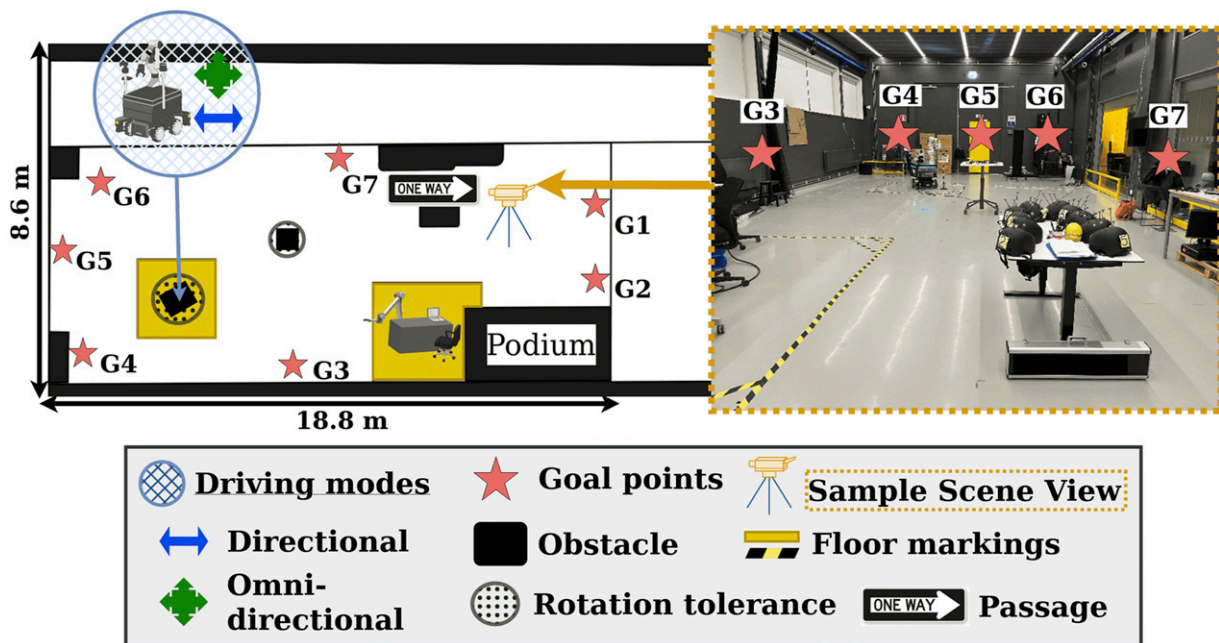 8.6 m
18.8 m
G6
G7
ONE WAY
G1
G5
G2
G4
G3
Podium
G3
G4
G5
G6
G7
Driving modes
Goal points
Sample Scene View
Directional
Obstacle
Floor markings
Omni-
directional
Rotation tolerance
ONE WAY
Passage